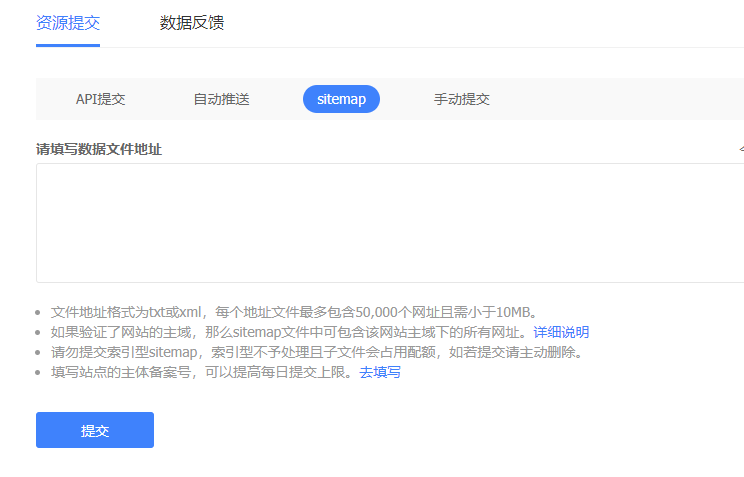 资源提交 数据反馈
API提交 自动推送 sitemap 手动提交
请填写数据文件地址
文件地址格式为txt或xml，每个地址文件最多包含50,000个网址且需小于10MB。
如果验证了网站的主域，那么sitemap文件中可包含该网站主域下的所有网址。详细说明
请勿提交索引型sitemap，索引型不予处理且子文件会占用配额，如若提交请主动删除。
填写站点的主体备案号，可以提高每日提交上限。去填写
提交